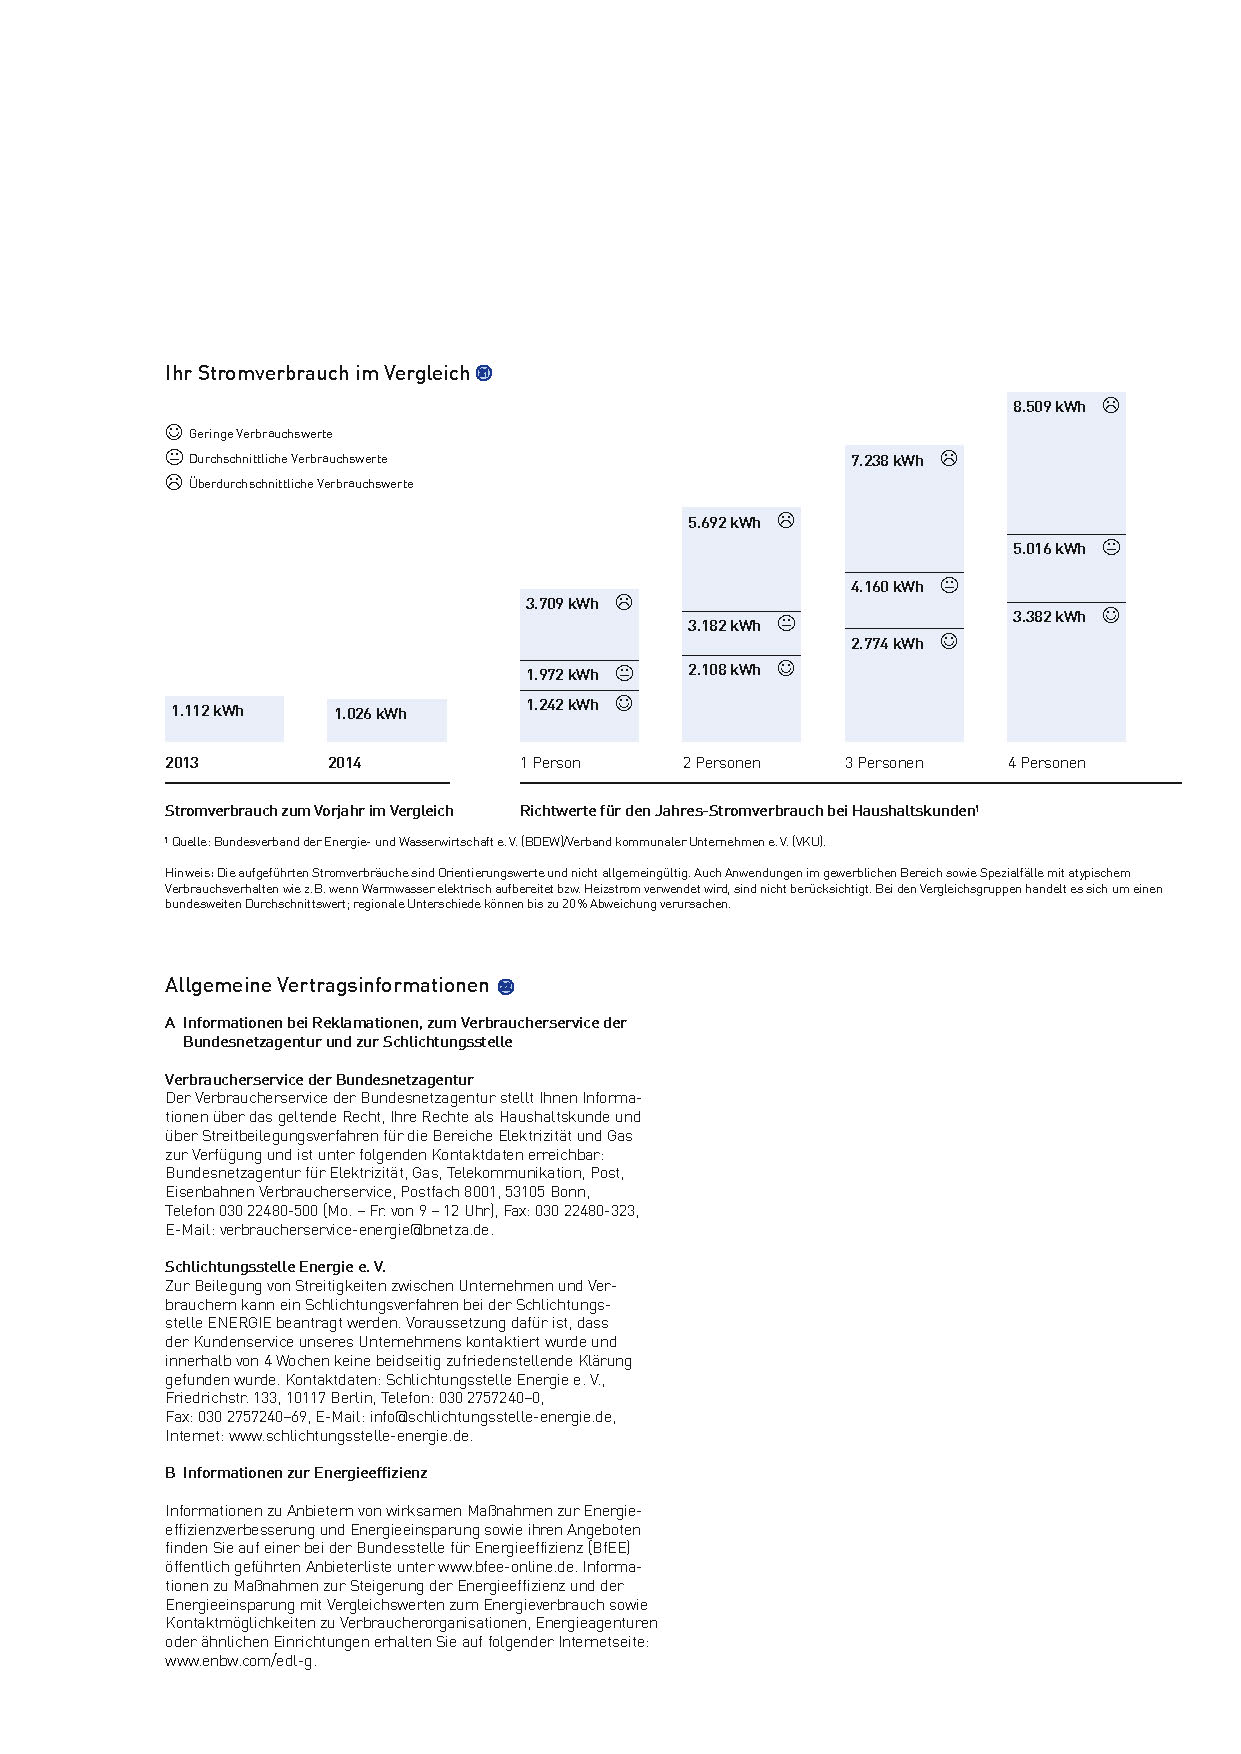 Ihr Stromverbrauch im Vergleich 21
Geringe Verbrauchswerte
Durchschnittliche Verbrauchswerte
Überdurchschnittliche Verbrauchswerte
1.112 kWh
1.026 kWh
3.709 kWh
1.972 kWh
1.242 kWh
5.692 kWh
3.182 kWh
2.108 kWh
7.238 kWh
4.160 kWh
2.774 kWh
8.509 kWh
5.016 kWh
3.382 kWh
2013 2014 1 Person 2 Personen 3 Personen 4 Personen
Stromverbrauch zum Vorjahr im Vergleich Richtwerte für den Jahres-Stromverbrauch bei Haushaltskunden¹
¹ Quelle: Bundesverband der Energie- und Wasserwirtschaft e. V. (BDEW)/Verband kommunaler Unternehmen e. V. (VKU).
Hinweis: Die aufgeführten Stromverbräuche sind Orientierungswerte und nicht allgemeingültig. Auch Anwendungen im gewerblichen Bereich sowie Spezialfälle mit atypischem
Verbrauchsverhalten wie z.B. wenn Warmwasser elektrisch aufbereitet bzw. Heizstrom verwendet wird, sind nicht berücksichtigt. Bei den Vergleichsgruppen handelt es sich um einen
bundesweiten Durchschnittswert; regionale Unterschiede können bis zu 20% Abweichung verursachen.
Allgemeine Vertragsinformationen 22
A Informationen bei Reklamationen, zum Verbraucherservice der
Bundesnetzagentur und zur Schlichtungsstelle
Verbraucherservice der Bundesnetzagentur
Der Verbraucherservice der Bundesnetzagentur stellt Ihnen Informa-
tionen über das geltende Recht, Ihre Rechte als Haushaltskunde und
über Streitbeilegungsverfahren für die Bereiche Elektrizität und Gas
zur Verfügung und ist unter folgenden Kontaktdaten erreichbar:
Bundesnetzagentur für Elektrizität, Gas, Telekommunikation, Post,
Eisenbahnen Verbraucherservice, Postfach 8001, 53105 Bonn,
Telefon 030 22480-500 (Mo. – Fr. von 9 – 12 Uhr), Fax: 030 22480-323,
E-Mail: verbraucherservice-energie@bnetza.de.
Schlichtungsstelle Energie e. V.
Zur Beilegung von Streitigkeiten zwischen Unternehmen und Ver-
brauchern kann ein Schlichtungsverfahren bei der Schlichtungs-
stelle ENERGIE beantragt werden. Voraussetzung dafür ist, dass
der Kundenservice unseres Unternehmens kontaktiert wurde und
innerhalb von 4 Wochen keine beidseitig zufriedenstellende Klärung
gefunden wurde. Kontaktdaten: Schlichtungsstelle Energie e. V.,
Friedrichstr. 133, 10117 Berlin, Telefon: 030 2757240–0,
Fax: 030 2757240–69, E-Mail: info@schlichtungsstelle-energie.de,
Internet: www.schlichtungsstelle-energie.de.
B Informationen zur Energieeffizienz
Informationen zu Anbietern von wirksamen Maßnahmen zur Energie-
effizienzverbesserung und Energieeinsparung sowie ihren Angeboten
finden Sie auf einer bei der Bundesstelle für Energieeffizienz (BfEE)
öffentlich geführten Anbieterliste unter www.bfee-online.de. Informa-
tionen zu Maßnahmen zur Steigerung der Energieeffizienz und der
Energieeinsparung mit Vergleichswerten zum Energieverbrauch sowie
Kontaktmöglichkeiten zu Verbraucherorganisationen, Energieagenturen
oder ähnlichen Einrichtungen erhalten Sie auf folgender Internetseite:
www.enbw.com/edl-g.